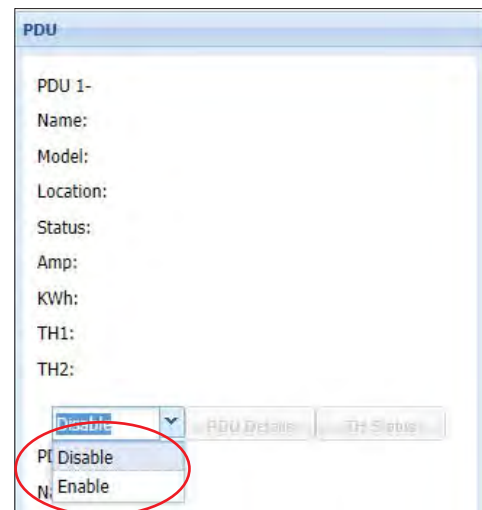 PDU
PDU 1-
Name:
Model:
Location:
Status:
Amp:
KWh:
TH1:
TH2:
Disable PDU Details TH Status
Disable
Enable